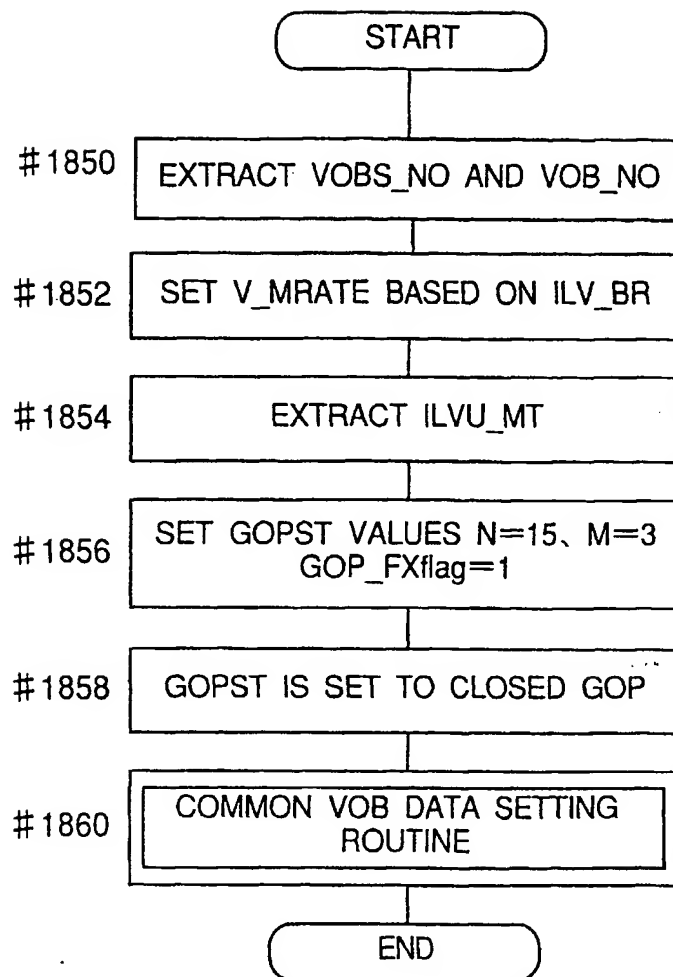 START
#1850
EXTRACT VOBS_NO AND VOB_NO
#1852
SET V_MRATE BASED ON ILV_BR
#1854
EXTRACT ILVU_MT
#1856
SET GOPST VALUES N=15、M=3
GOP_FXflag=1
#1858
GOPST IS SET TO CLOSED GOP
#1860
COMMON VOB DATA SETTING
ROUTINE
END